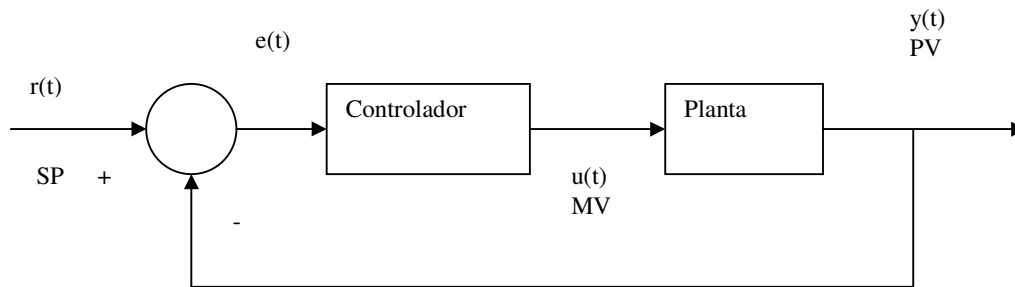 y(t)
PV
e(t)
r(t)
Controlador
Planta
SP +
u(t)
MV
-